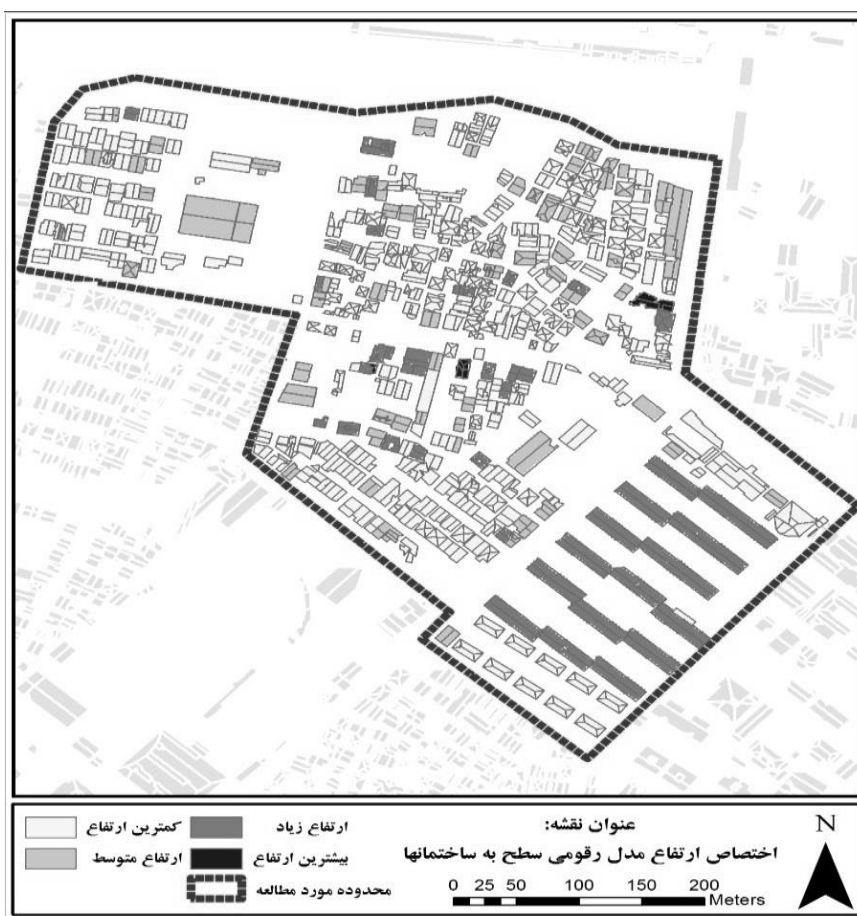 عنوان نقشه:
اختصاص ارتفاع مدل رقومی سطح به ساختمانها
N
0 25 50 100 150 200
Meters
ارتفاع زیاد
کمترین ارتفاع
بیشترین ارتفاع
ارتفاع متوسط
محدوده مورد مطالعه